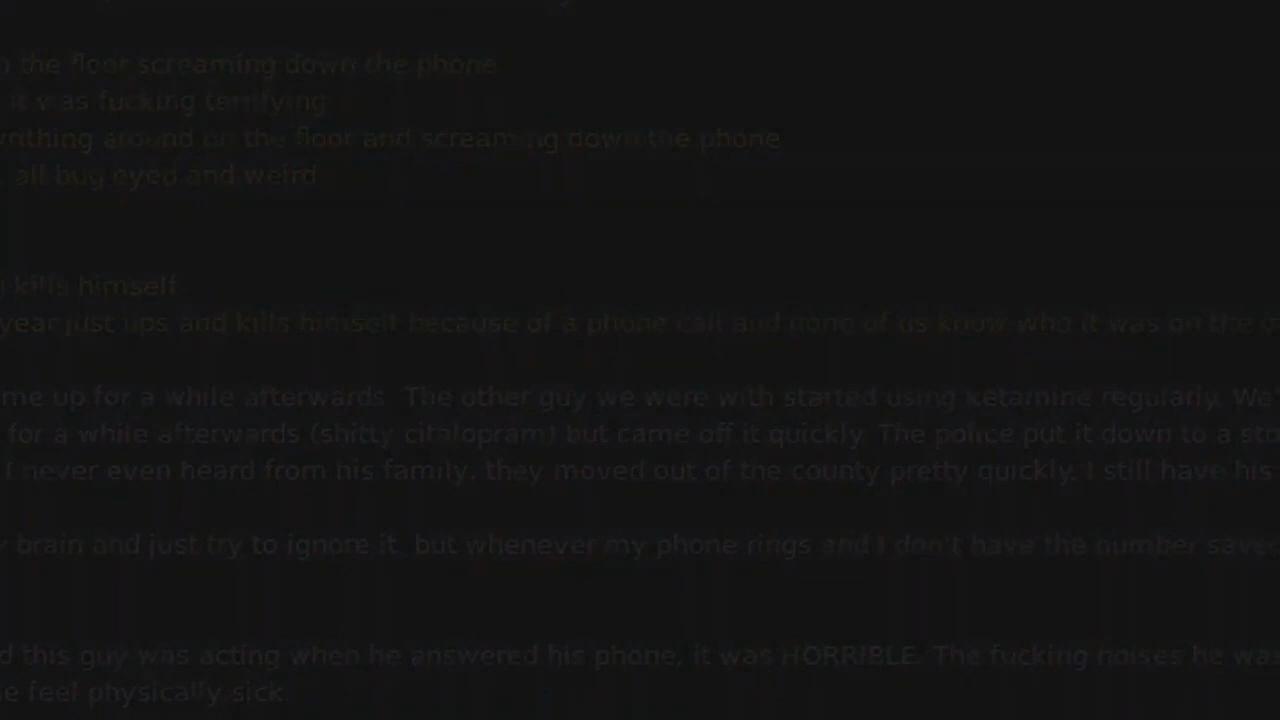 the floor screaming down the phone
it was fucking terrifying
writhing around on the floor and screaming down the phone
all bug eyed and weird
kills himself
year just ups and kills himself because of a phone call and none of us know who it was on the
me up for a while afterwards. The other guy we were with started using ketamine regularly. We
for a while afterwards (shitty citalopram) but came off it quickly. The police put it down to a
I never even heard from his family, they moved out of the county pretty quickly. I still have his
brain and just try to ignore it, but whenever my phone rings and I don't have the number
this guy was acting when he answered his phone, it was HORRIBLE. The fucking noises he was
feel physically sick.